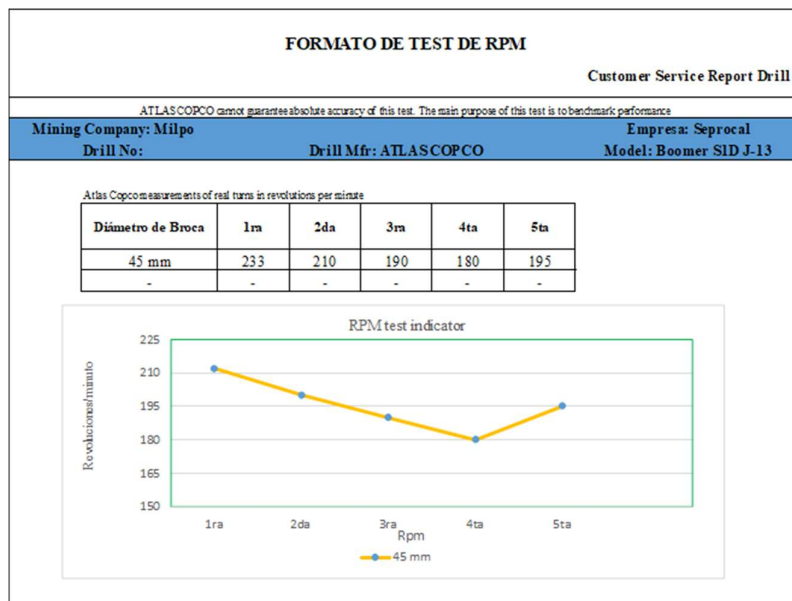 FORMATO DE TEST DE RPM
Customer Service Report Drill
ATLAS COPCO cannot guarantee absolute accuracy of this test. The main purpose of this test is to benchmark performance
Mining Company: Milpo Empresa: Seprocal
Drill No: Drill Mfr: ATLAS COPCO Model: Boomer S1D J-13
Atlas Copco measurements of real turns in revolutions per minute
Diámetro de Broca 1ra 2da 3ra 4ta 5ta
45 mm 233 210 190 180 195
- - - - - -
RPM test indicator
Revoluciones/minuto
225
210
195
180
165
150
1ra 2da 3ra 4ta 5ta
Rpm
45 mm